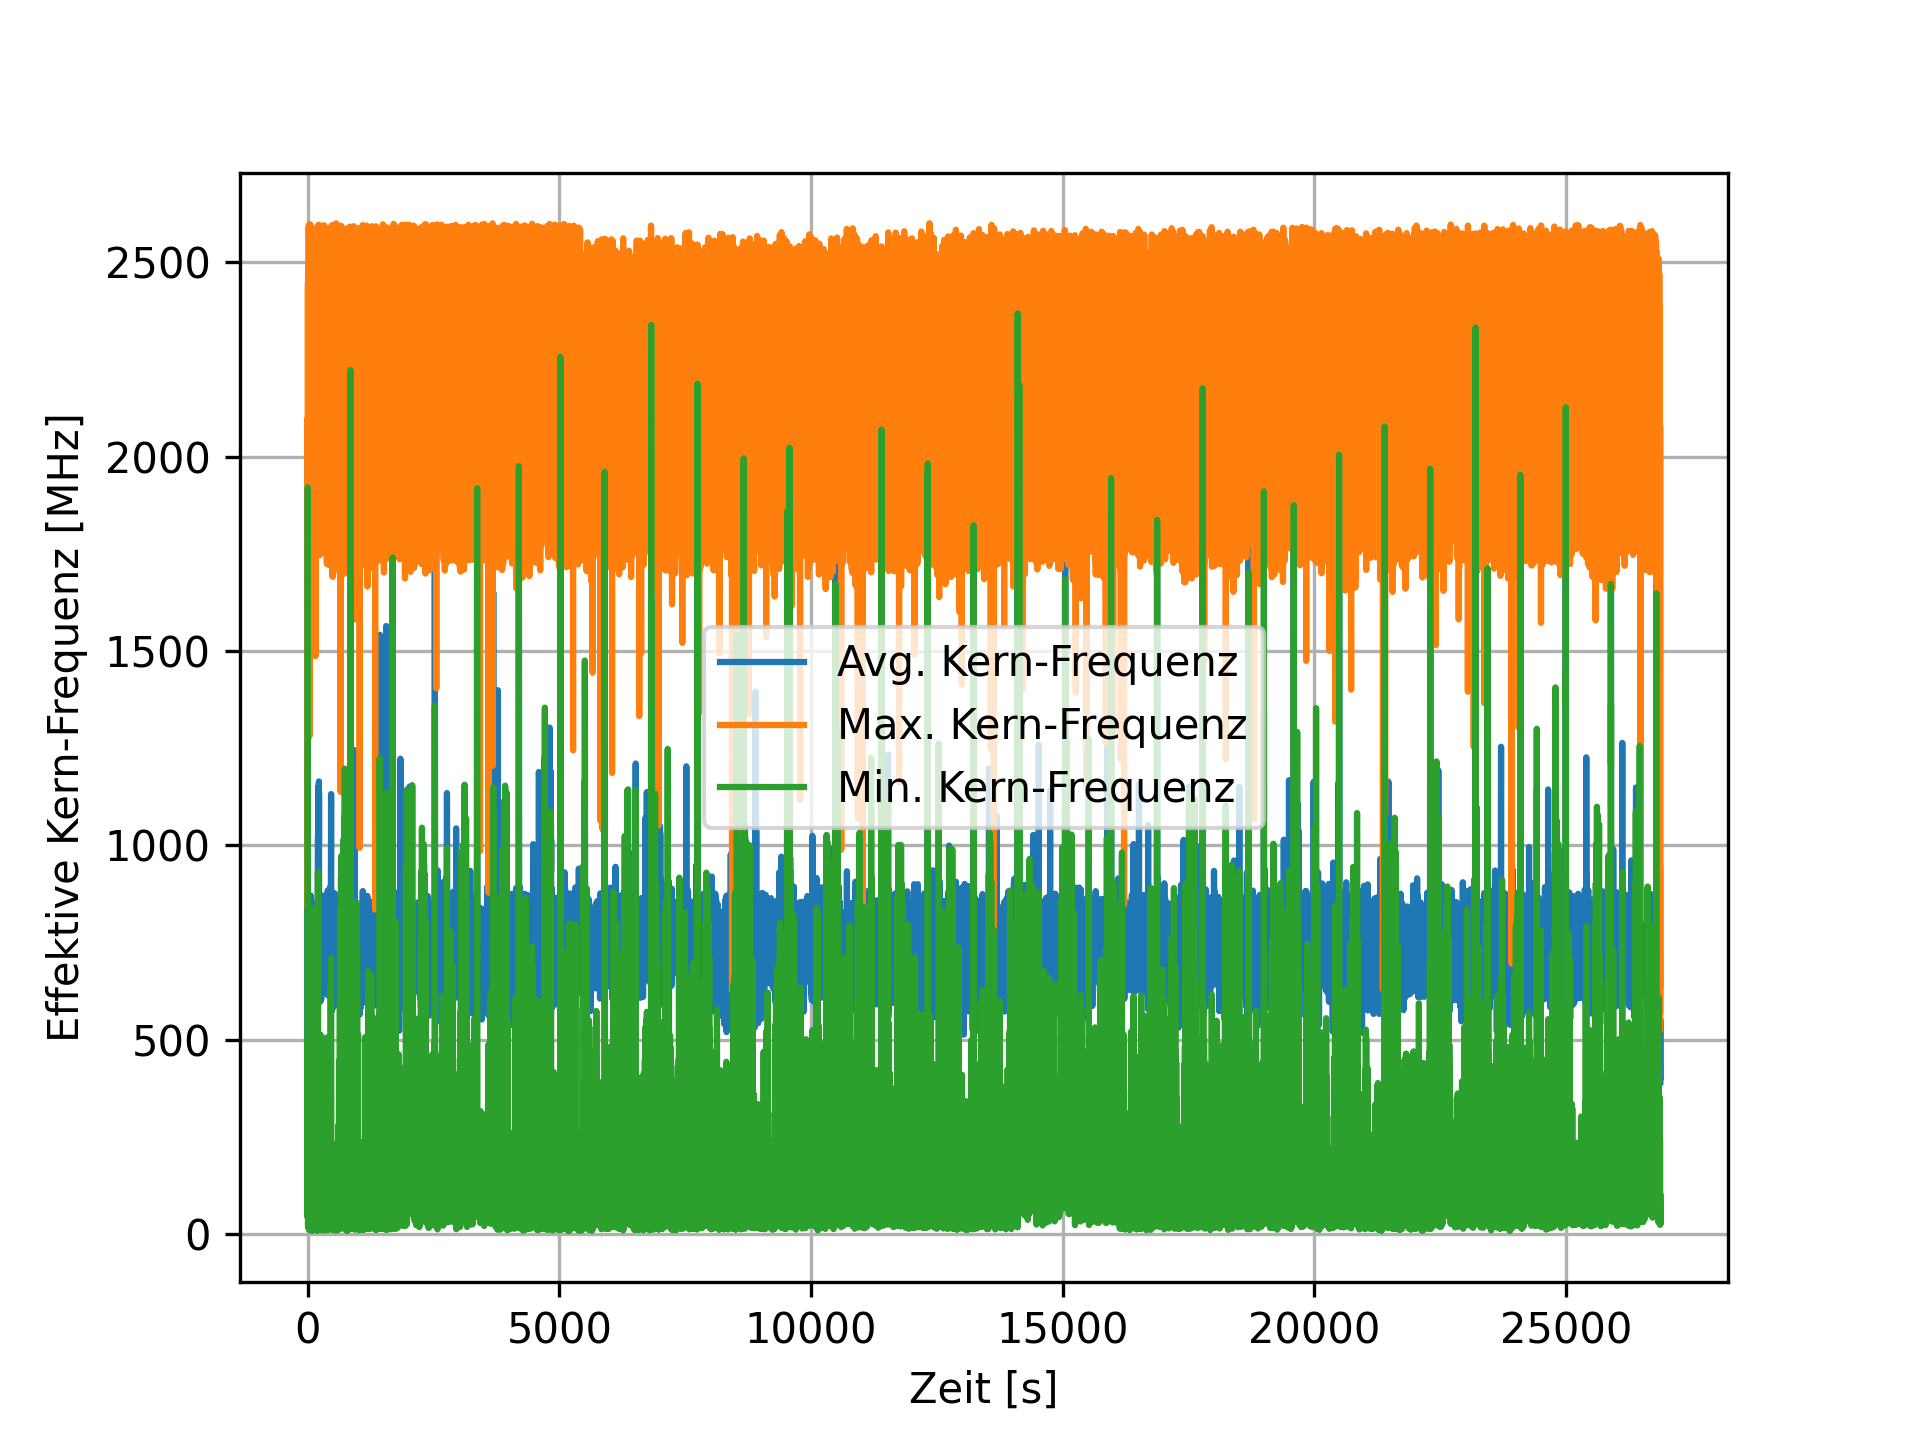 Effektive Kern-Frequenz [MHz]
2500
2000
1500
1000
500
0
Avg. Kern-Frequenz
Max. Kern-Frequenz
Min. Kern-Frequenz
0 5000 10000 15000 20000 25000
Zeit [s]